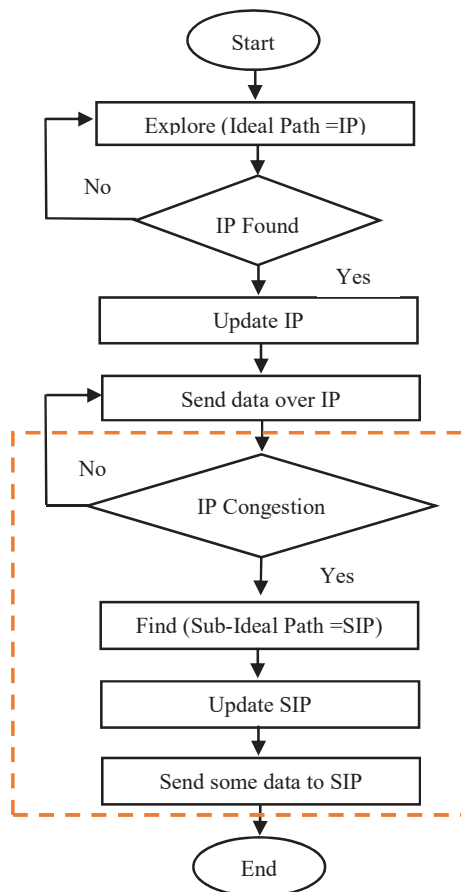 Start
Explore (Ideal Path =IP)
No
IP Found
Yes
Update IP
Send data over IP
No
IP Congestion
Yes
Find (Sub-Ideal Path =SIP)
Update SIP
Send some data to SIP
End